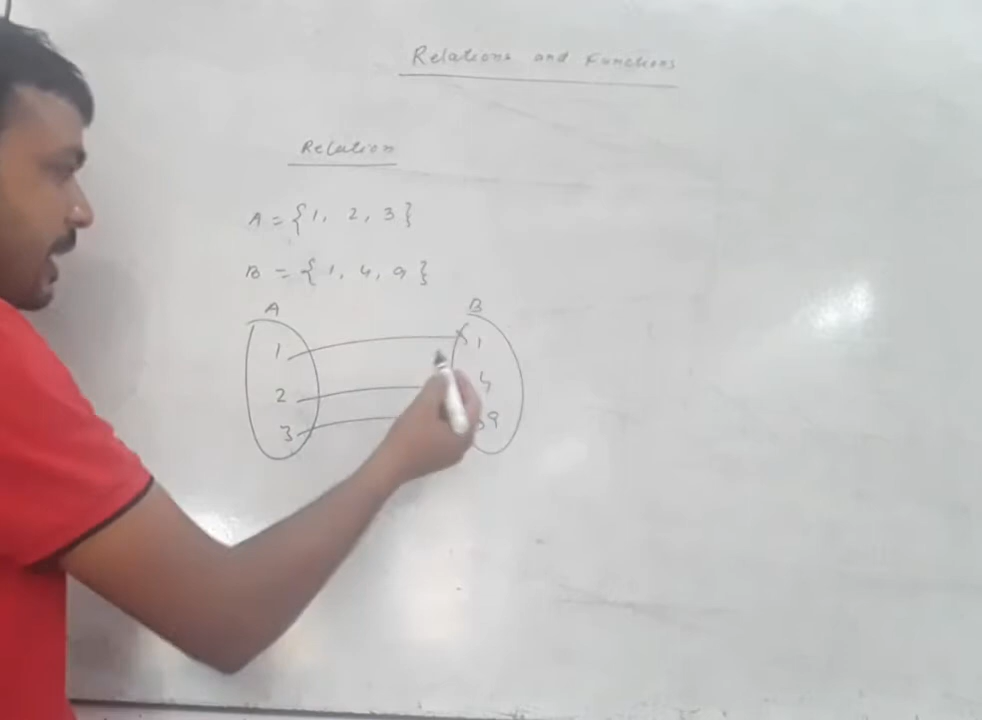 Relations and Functions
Relation
A = {1, 2, 3}
B = {1, 4, 9}
A B
1 1
2 4
3 9